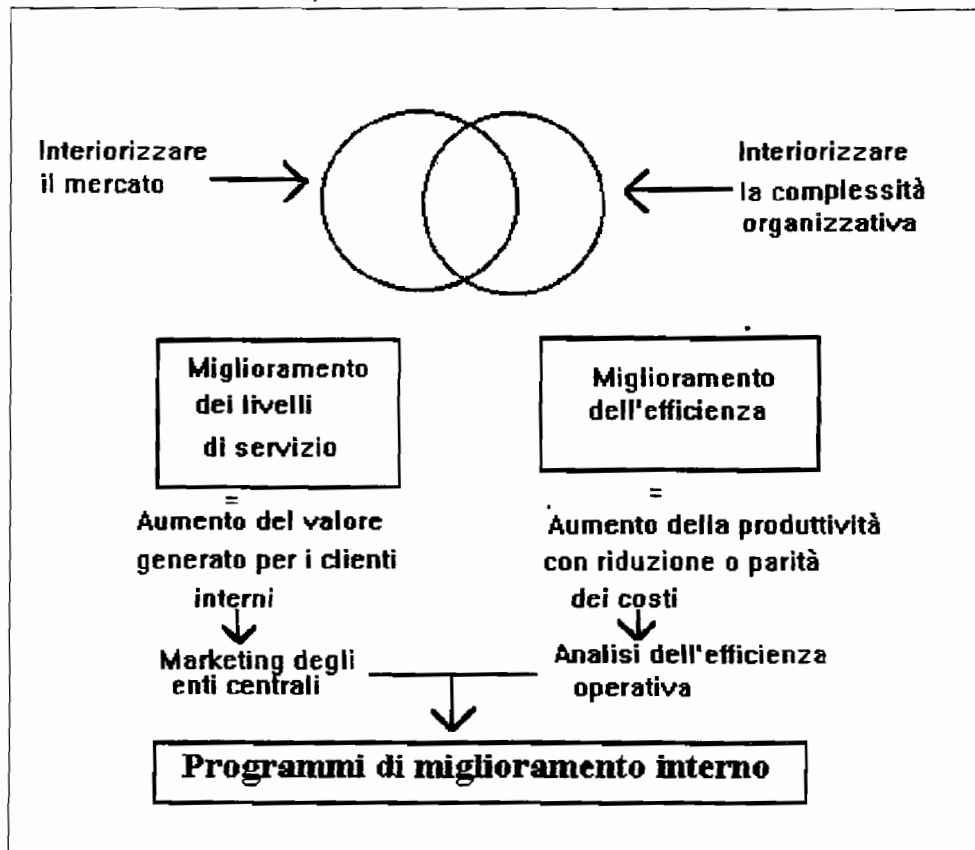 Interiorizzare
il mercato
Interiorizzare
la complessità
organizzativa
Miglioramento
dei livelli
di servizio
=
Aumento del valore
generato per i clienti
interni
Marketing degli
enti centrali
Miglioramento
dell'efficienza
=
Aumento della produttività
con riduzione o parità
dei costi
Analisi dell'efficienza
operativa
Programmi di miglioramento interno